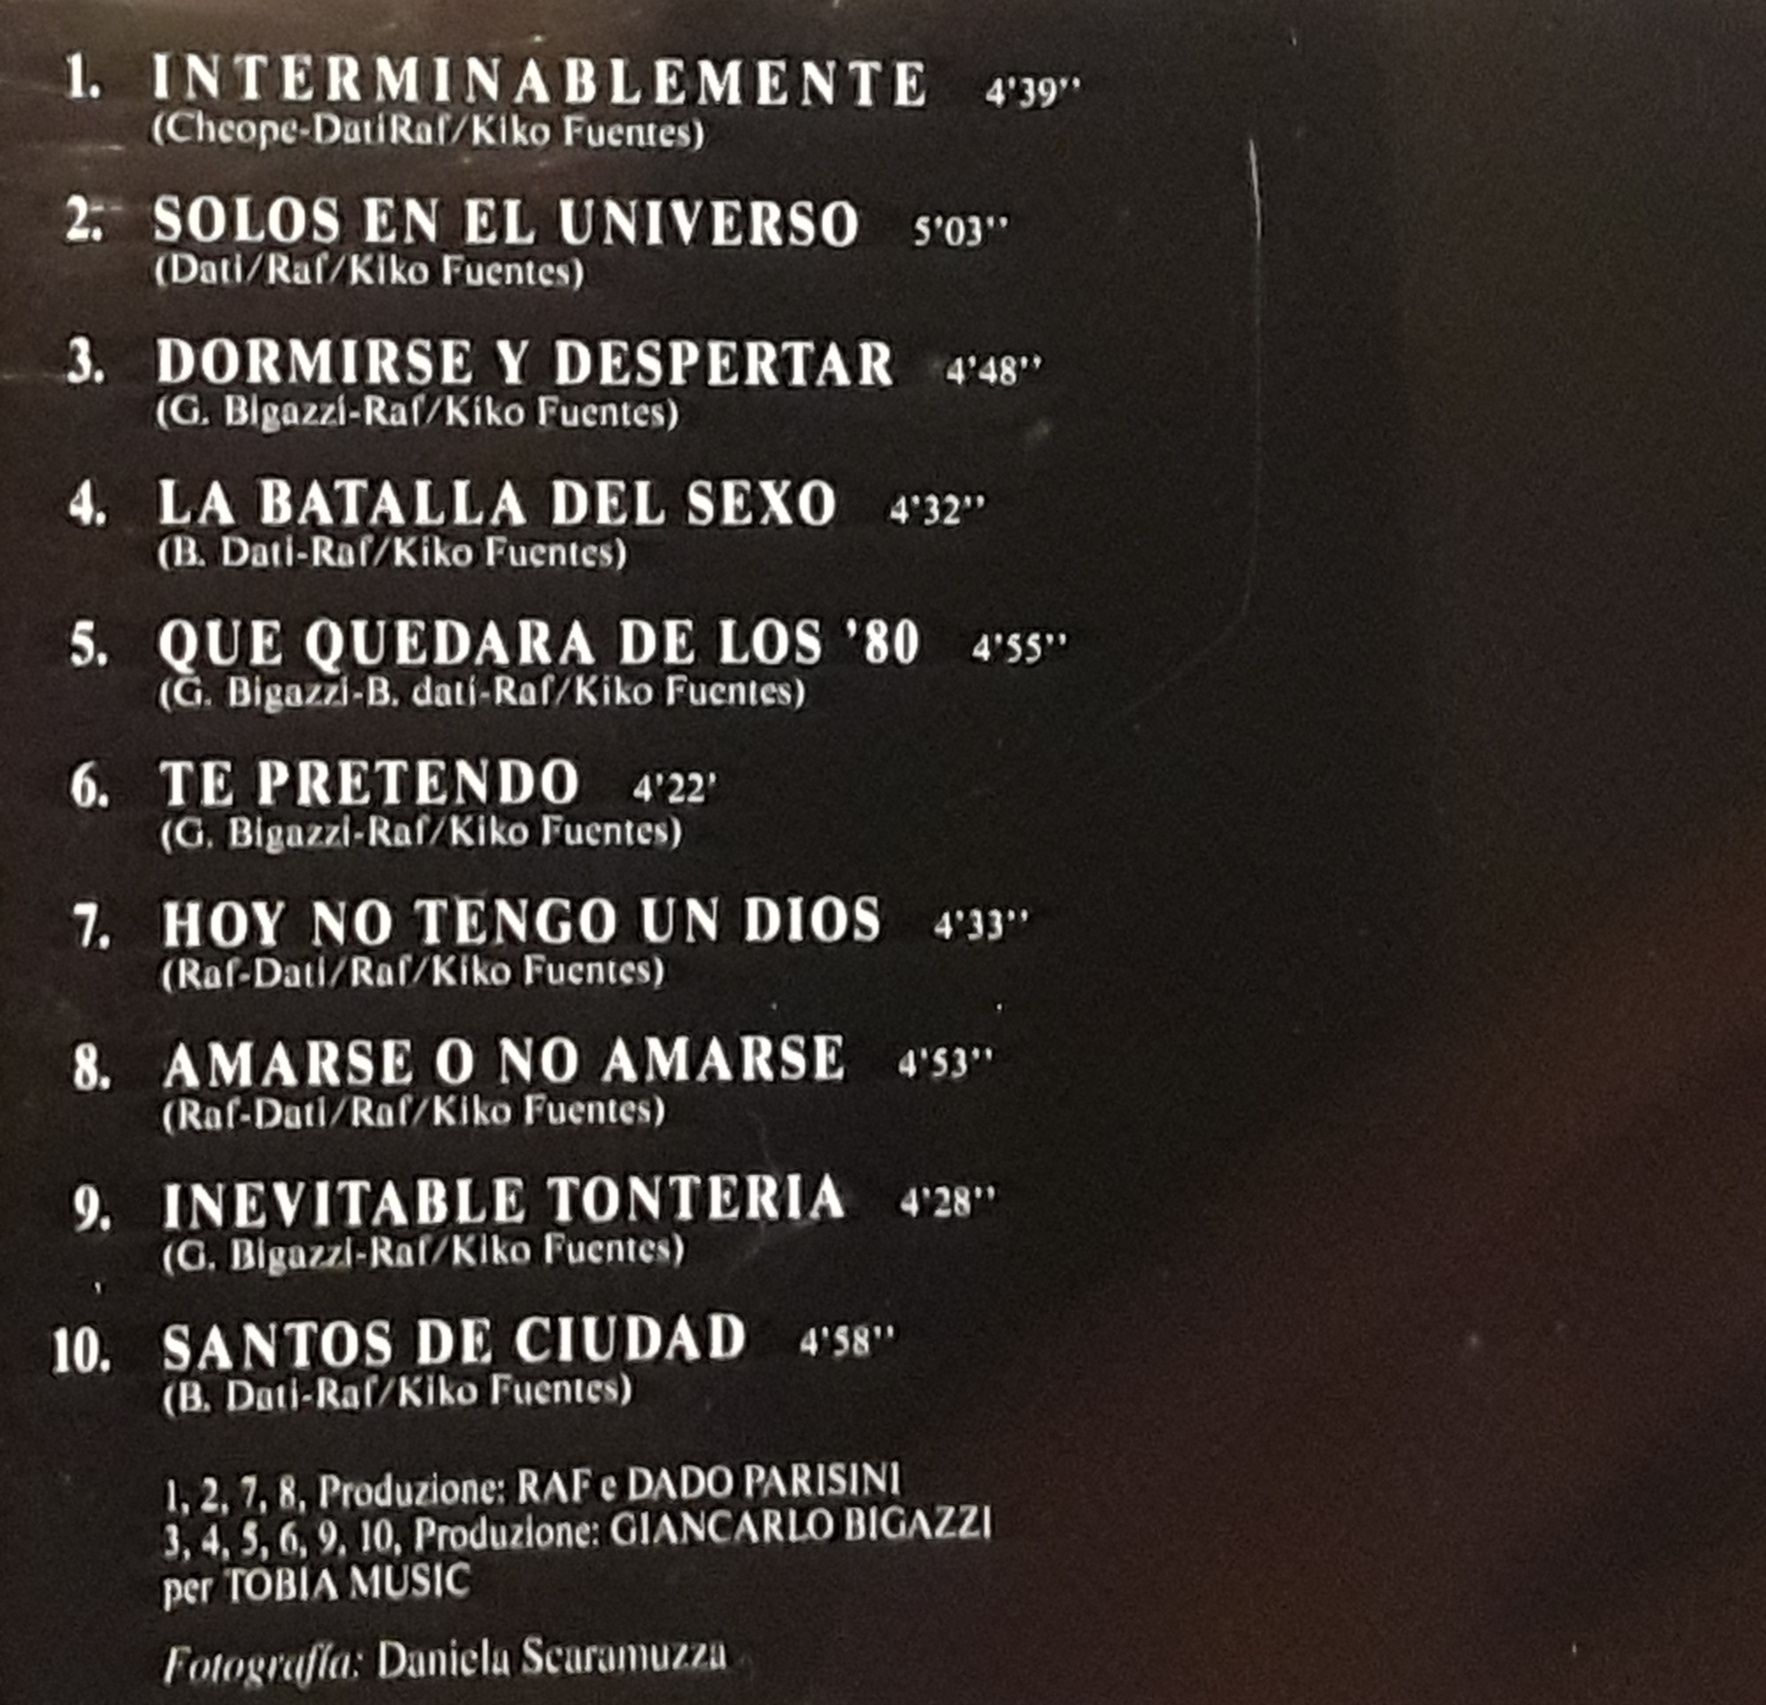 1. INTERMINABLEMENTE 4'39''
(Cheope-DatiRaf/Kiko Fuentes)
2. SOLOS EN EL UNIVERSO 5'03''
(Dati/Raf/Kiko Fuentes)
3. DORMIRSE Y DESPERTAR 4'48''
(G. Bigazzi-Raf/Kiko Fuentes)
4. LA BATALLA DEL SEXO 4'32''
(B. Dati-Raf/Kiko Fuentes)
5. QUE QUEDARA DE LOS '80 4'55''
(G. Bigazzi-B. dati-Raf/Kiko Fuentes)
6. TE PRETENDO 4'22'
(G. Bigazzi-Raf/Kiko Fuentes)
7. HOY NO TENGO UN DIOS 4'33''
(Raf-Dati/Raf/Kiko Fuentes)
8. AMARSE O NO AMARSE 4'53''
(Raf-Dati/Raf/Kiko Fuentes)
9. INEVITABLE TONTERIA 4'28''
(G. Bigazzi-Raf/Kiko Fuentes)
10. SANTOS DE CIUDAD 4'58''
(B. Dati-Raf/Kiko Fuentes)
1, 2, 7, 8, Produzione: RAF e DADO PARISINI
3, 4, 5, 6, 9, 10, Produzione: GIANCARLO BIGAZZI
per TOBIA MUSIC
Fotografía: Daniela Scaramuzza